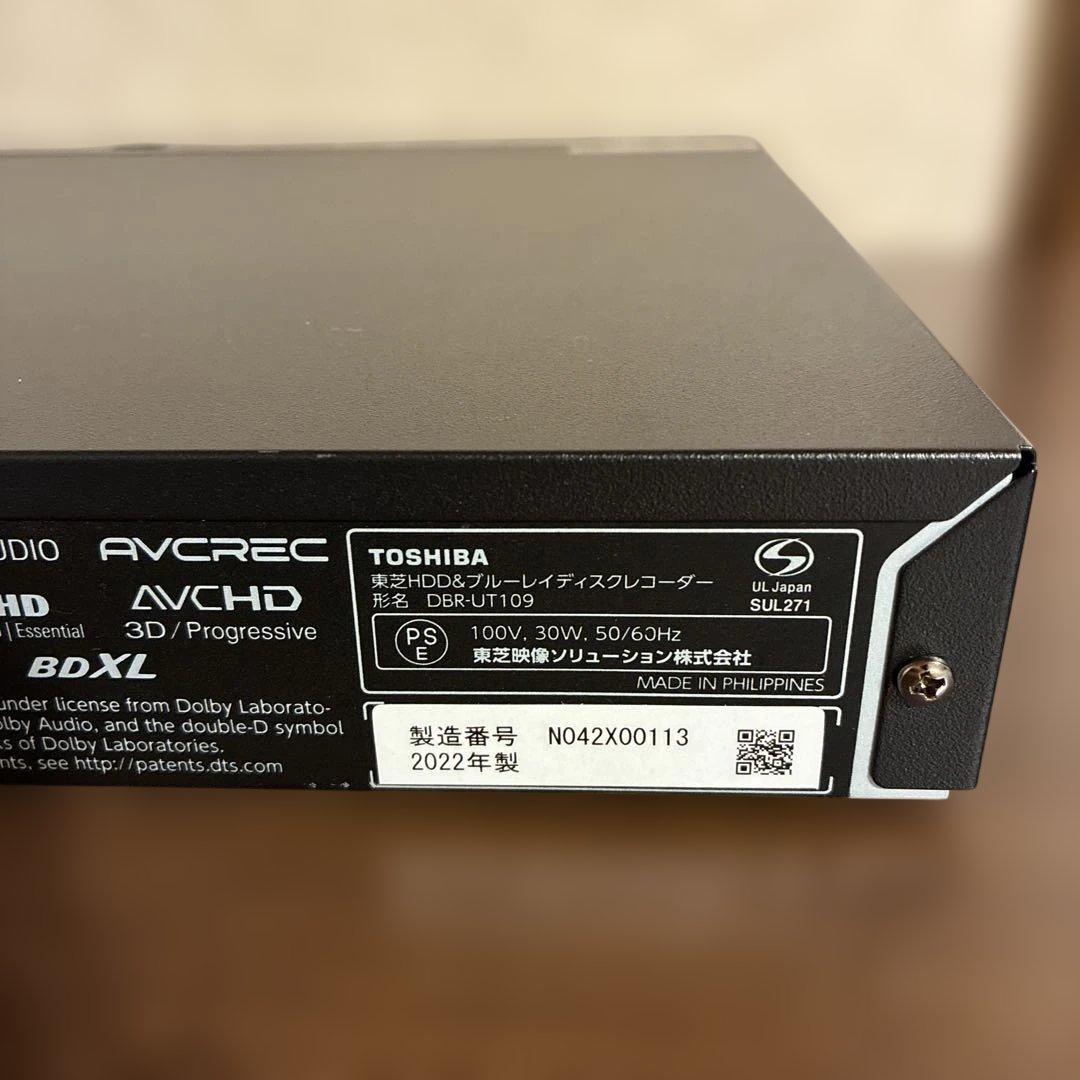 UDIO AVCREC
HD AVCHD
| Essential 3D/Progressive
BDXL
under license from Dolby Laborato-
olby Audio, and the double-D symbol
ks of Dolby Laboratories.
nts, see http://patents.dts.com
TOSHIBA
東芝HDD&ブルーレイディスクレコーダー
形名 DBR-UT109
UL Japan
SUL271
PS
E
100V, 30W, 50/60Hz
東芝映像ソリューション株式会社
MADE IN PHILIPPINES
製造番号 N042X00113
2022年製